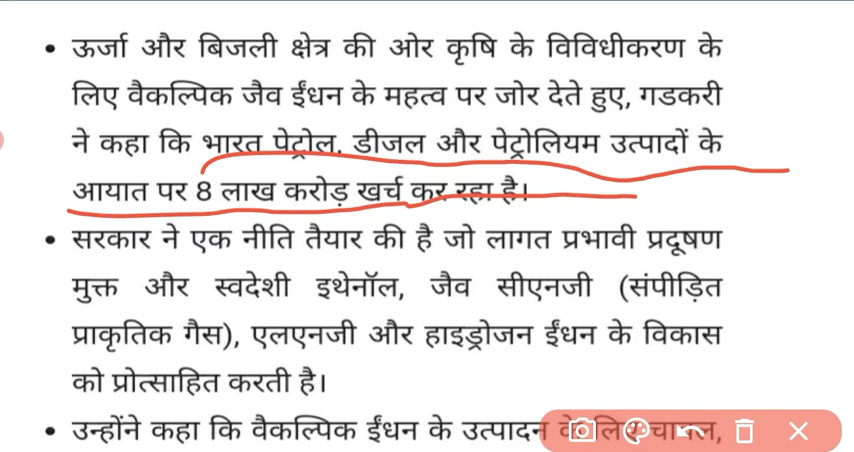 • ऊर्जा और बिजली क्षेत्र की ओर कृषि के विविधीकरण के
लिए वैकल्पिक जैव ईंधन के महत्व पर जोर देते हुए, गडकरी
ने कहा कि भारत पेट्रोल, डीजल और पेट्रोलियम उत्पादों के
आयात पर 8 लाख करोड़ खर्च कर रहा है।
• सरकार ने एक नीति तैयार की है जो लागत प्रभावी प्रदूषण
मुक्त और स्वदेशी इथेनॉल, जैव सीएनजी (संपीड़ित
प्राकृतिक गैस), एलएनजी और हाइड्रोजन ईंधन के विकास
को प्रोत्साहित करती है।
• उन्होंने कहा कि वैकल्पिक ईंधन के उत्पादन के लिए चावल,